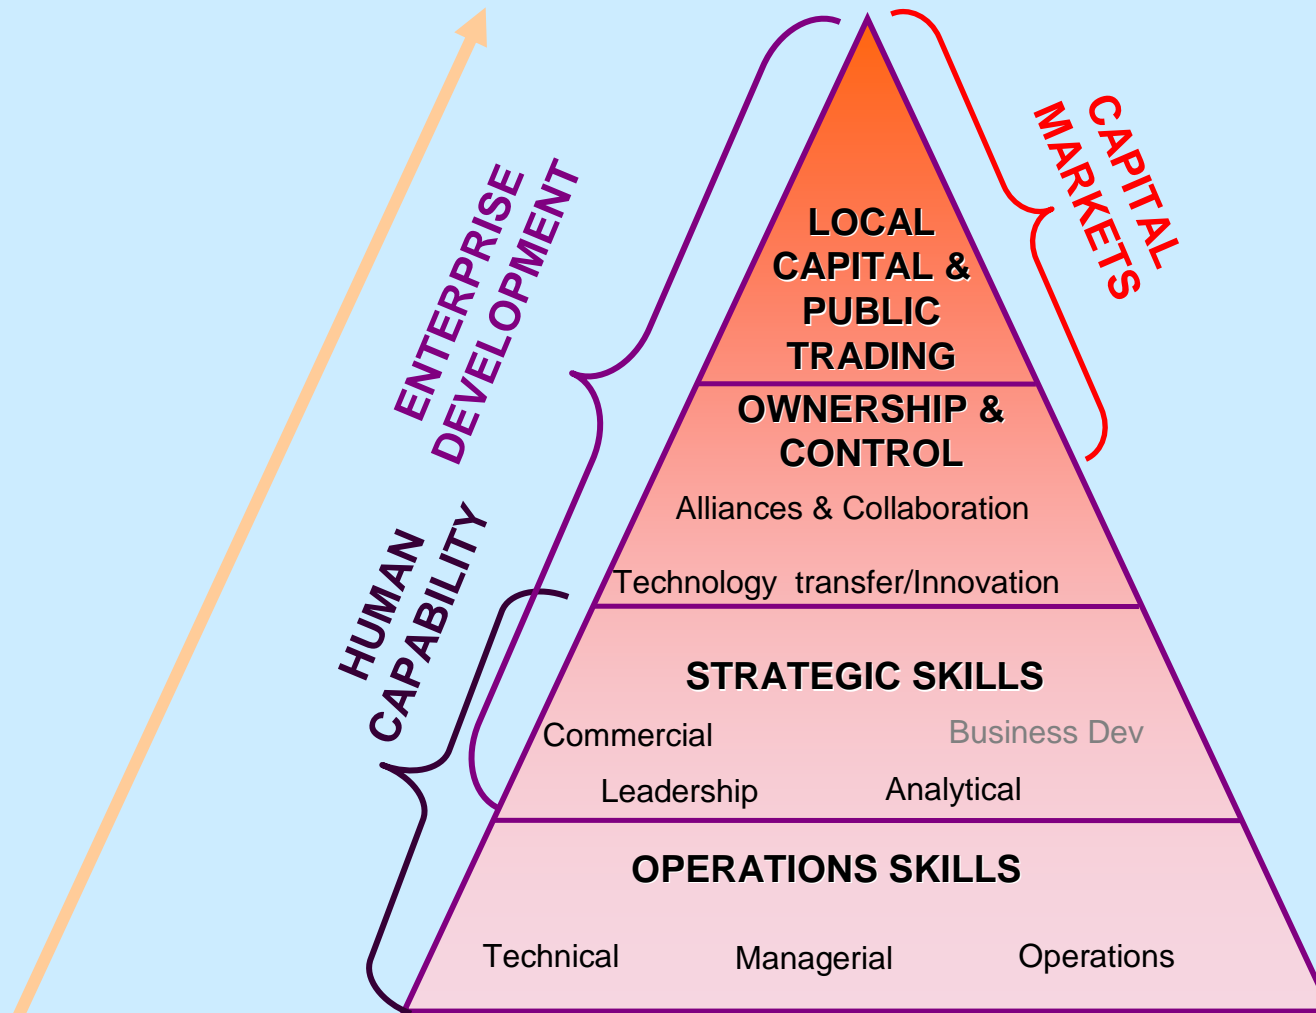 ENTERPRISE
DEVELOPMENT
HUMAN
CAPABILITY
CAPITAL
MARKETS
LOCAL
CAPITAL &
PUBLIC
TRADING
OWNERSHIP &
CONTROL
Alliances & Collaboration
Technology transfer/Innovation
STRATEGIC SKILLS
Commercial
Business Dev
Leadership
Analytical
OPERATIONS SKILLS
Technical
Managerial
Operations